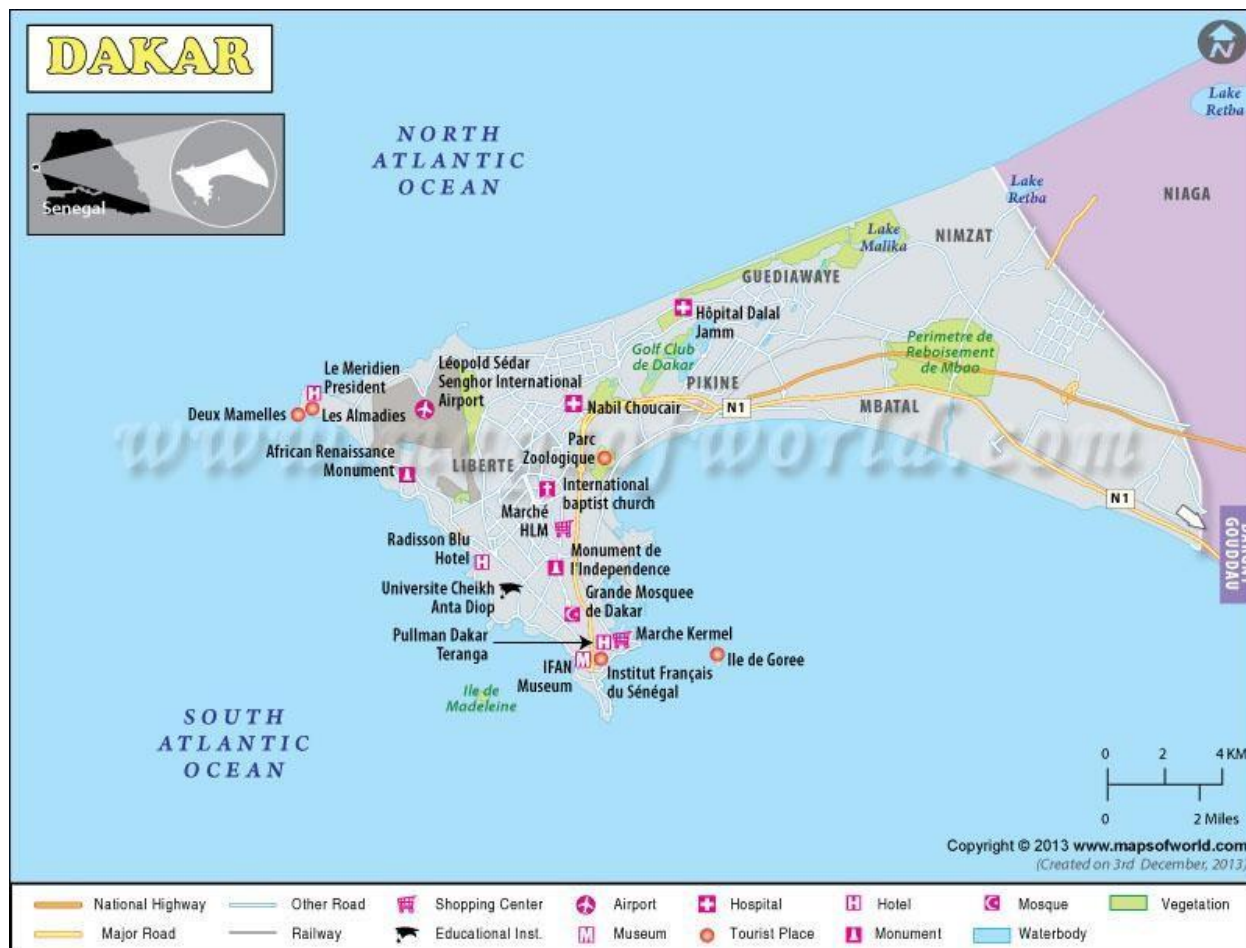 DAKAR
N
Lake
Retba
Senegal
NORTH
ATLANTIC
OCEAN
Lake
Retba
NIAGA
Lake
Malika
NIMZAT
GUEDIAWAYE
Hôpital Dalal
Jamm
Golf Club
de Dakar
Perimetre de
Reboisement
de Mbao
PIKINE
MBATAL
N1
Le Meridien
President
Léopold Sédar
Senghor International
Airport
Deux Mamelles
Les Almadies
Nabil Choucair
www.mapsofworld.com
African Renaissance
Monument
LIBERTE
Parc
Zoologique
International
baptist church
Marché
HLM
N1
Radisson Blu
Hotel
Monument de
l'Independence
Universite Cheikh
Anta Diop
Grande Mosquee
de Dakar
GOUDDAU
Pullman Dakar
Teranga
Marche Kermel
IFAN
Museum
Institut Français
du Sénégal
Ile de Goree
Ile de
Madeleine
SOUTH
ATLANTIC
OCEAN
0 2 4 KM
0 2 Miles
Copyright © 2013 www.mapsofworld.com
(Created on 3rd December, 2013)
National Highway Other Road Shopping Center Airport Hospital H Hotel Mosque Vegetation
Major Road Railway Educational Inst. M Museum Tourist Place Monument Waterbody